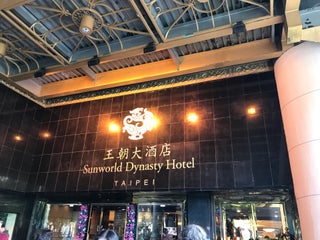 王朝大酒店
Sunworld Dynasty Hotel
TAIPEI